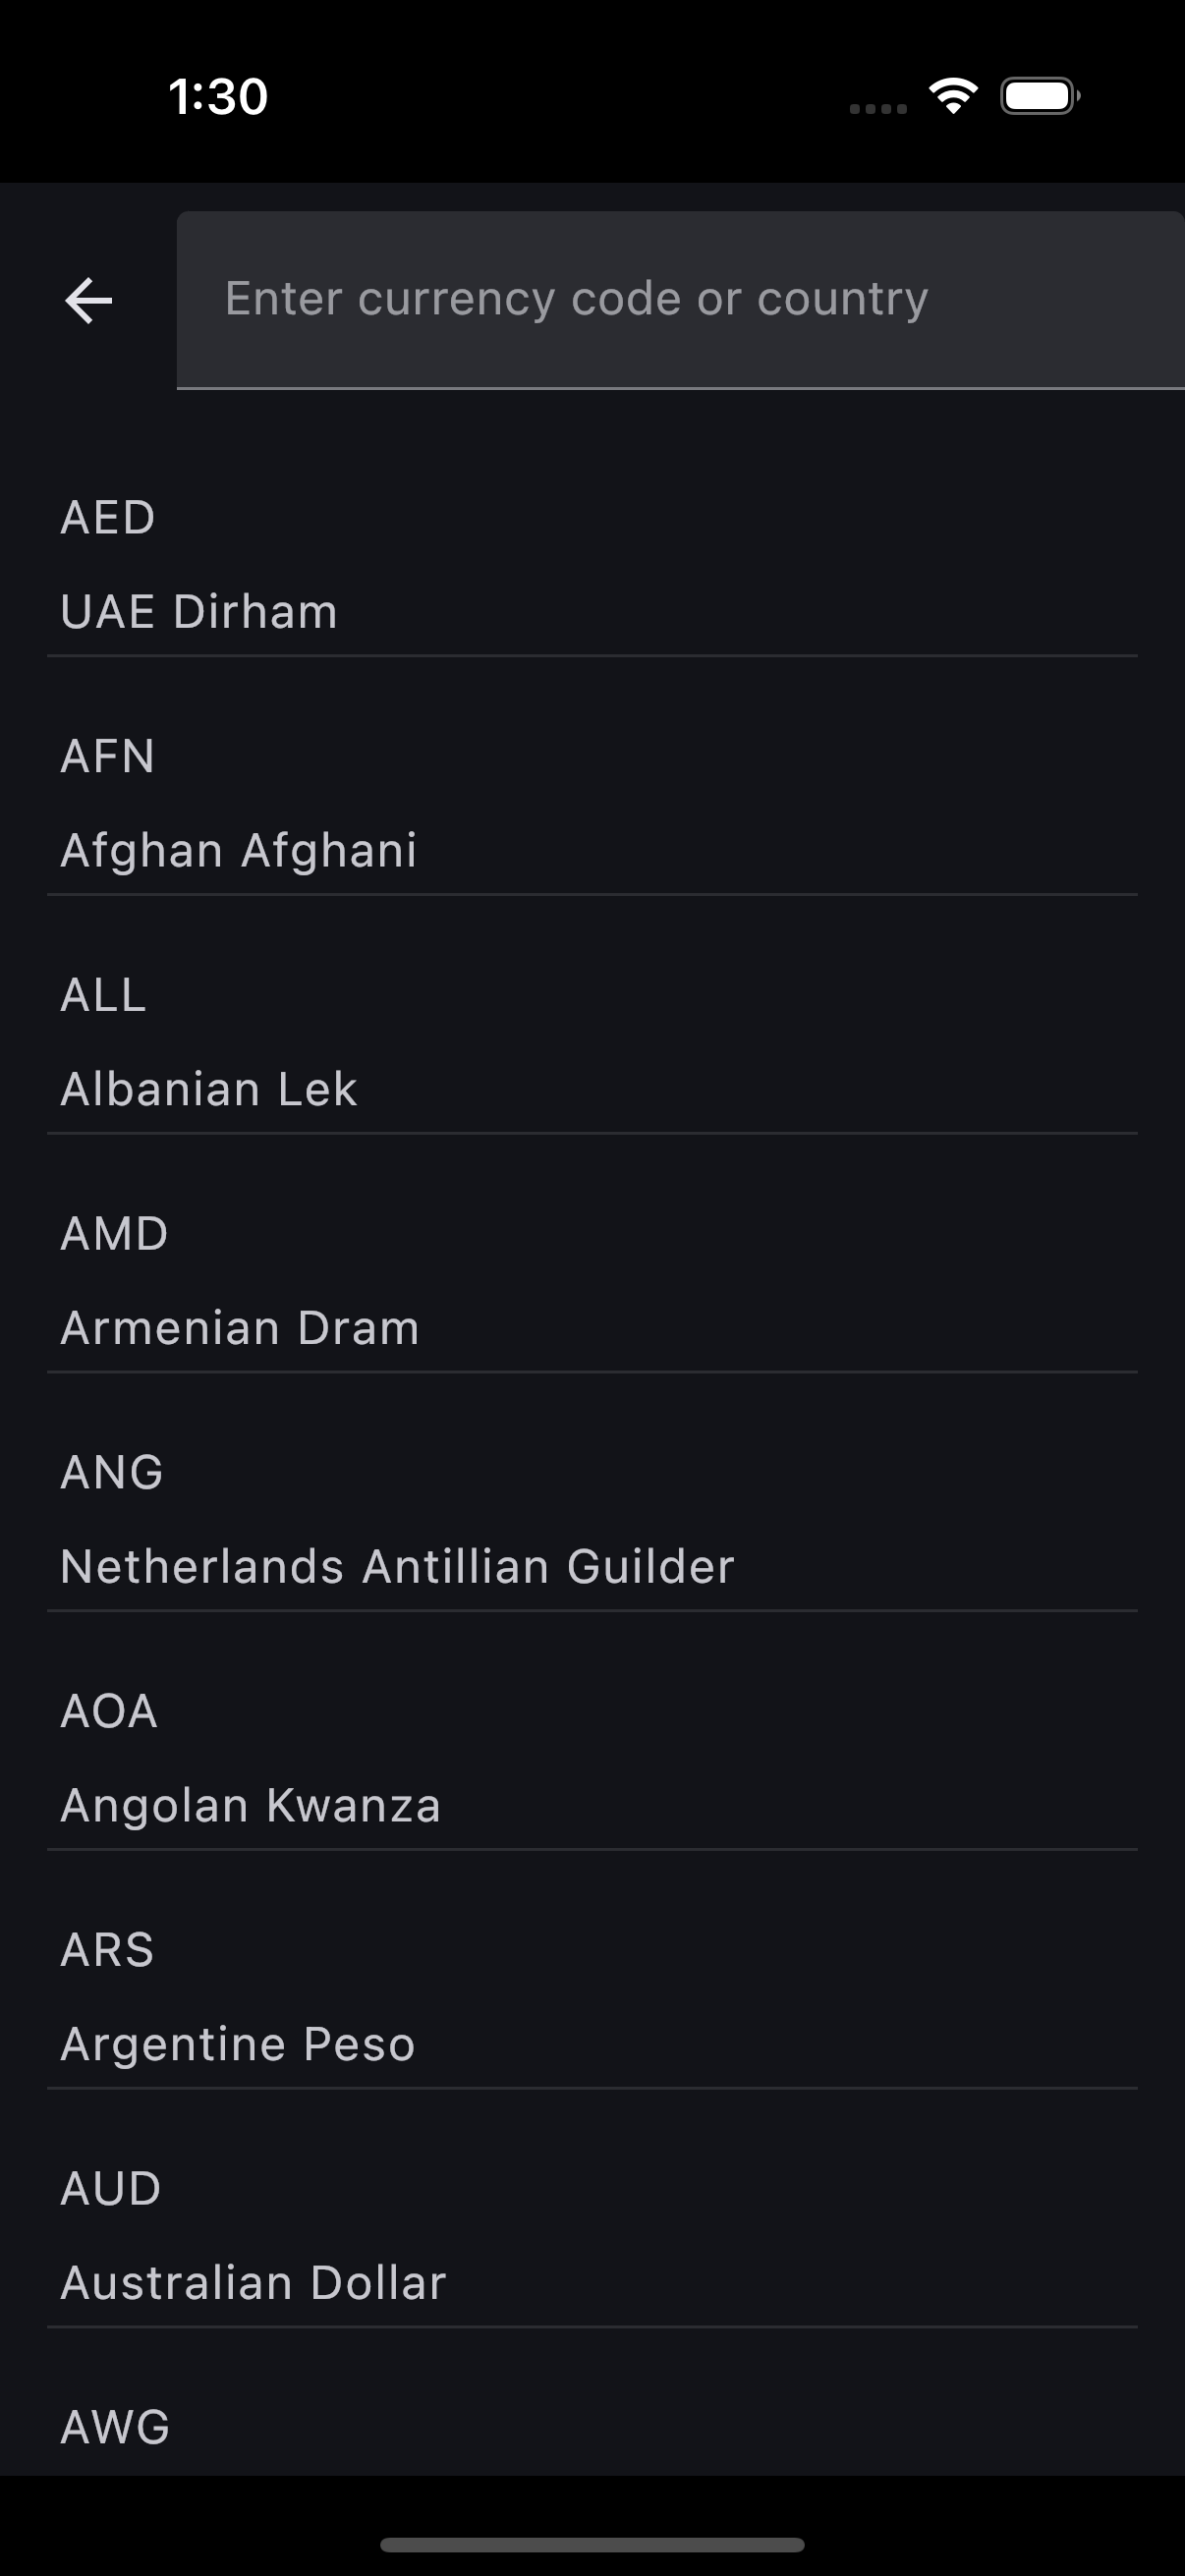 1:30
Enter currency code or country
AED
UAE Dirham
AFN
Afghan Afghani
ALL
Albanian Lek
AMD
Armenian Dram
ANG
Netherlands Antillian Guilder
AOA
Angolan Kwanza
ARS
Argentine Peso
AUD
Australian Dollar
AWG